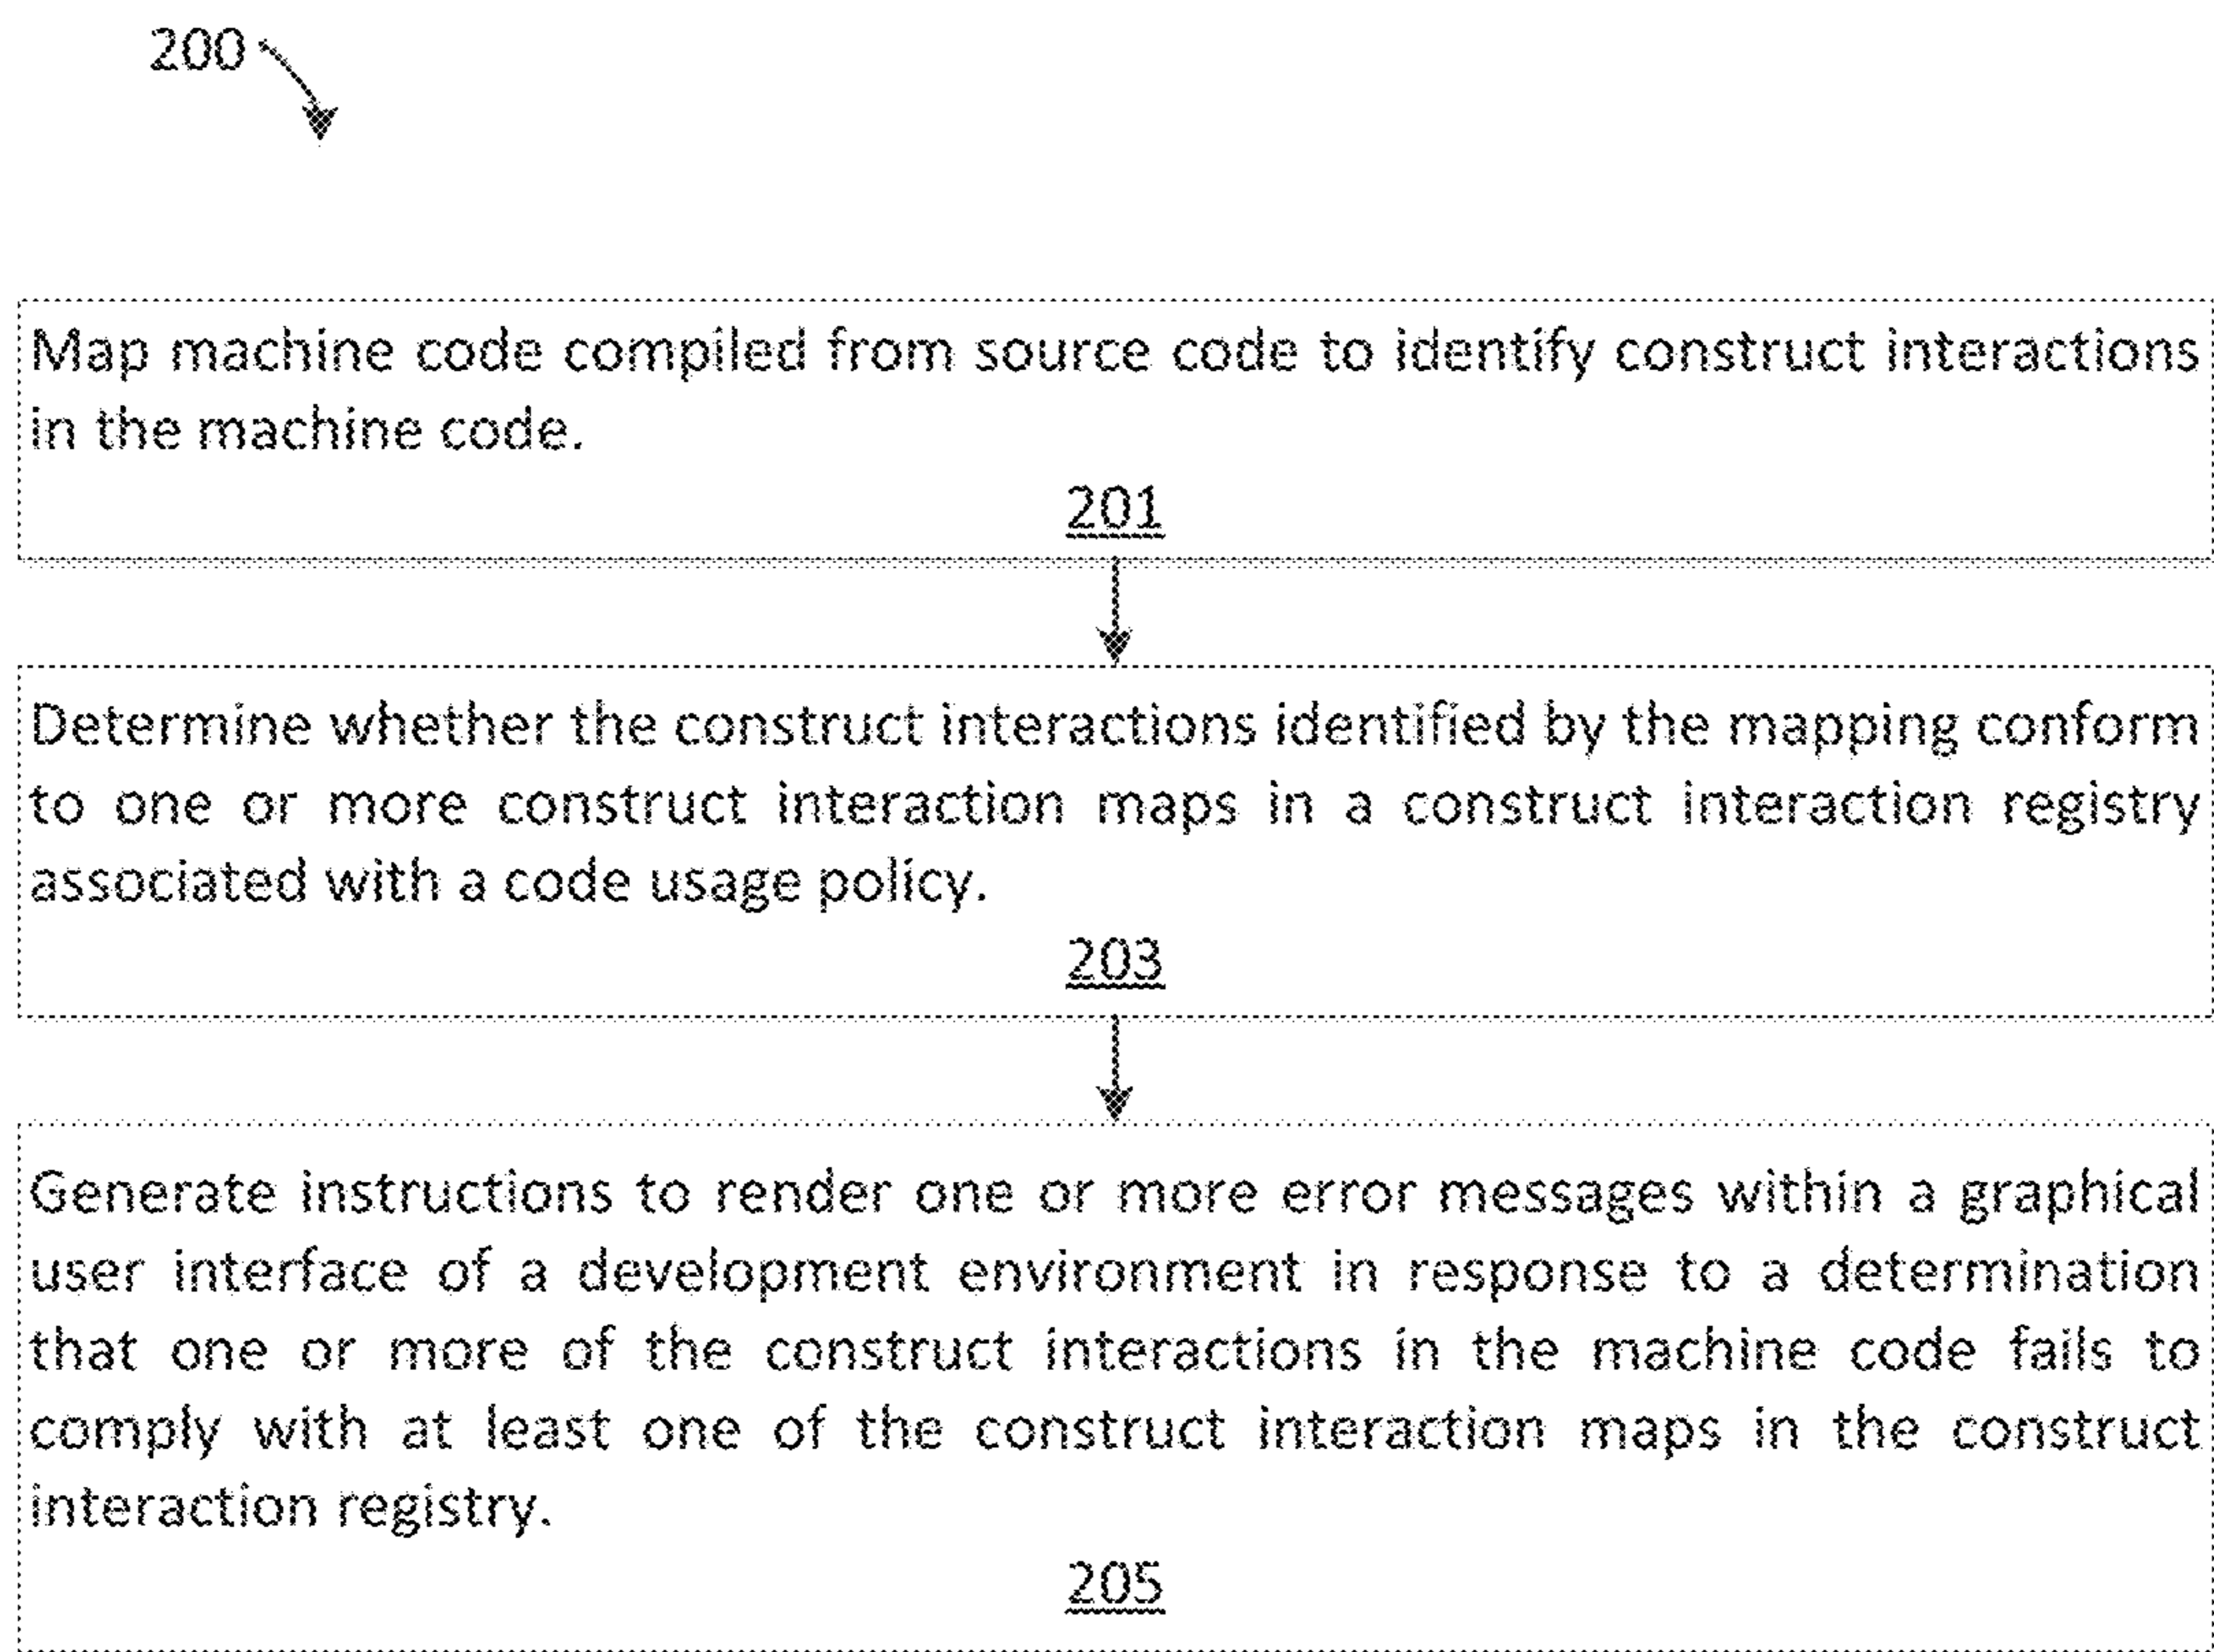 200
Map machine code compiled from source code to identify construct interactions
in the machine code.
201
Determine whether the construct interactions identified by the mapping conform
to one or more construct interaction maps in a construct interaction registry
associated with a code usage policy.
203
Generate instructions to render one or more error messages within a graphical
user interface of a development environment in response to a determination
that one or more of the construct interactions in the machine code fails to
comply with at least one of the construct interaction maps in the construct
interaction registry.
205